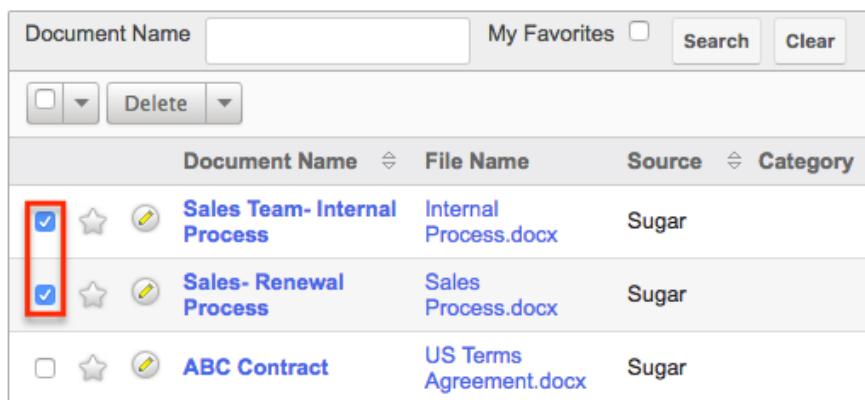 Document Name My Favorites Search Clear
Delete
Document Name File Name Source Category
Sales Team- Internal Internal
Process Process.docx Sugar
Sales- Renewal Sales
Process Process.docx Sugar
ABC Contract US Terms Sugar
Agreement.docx